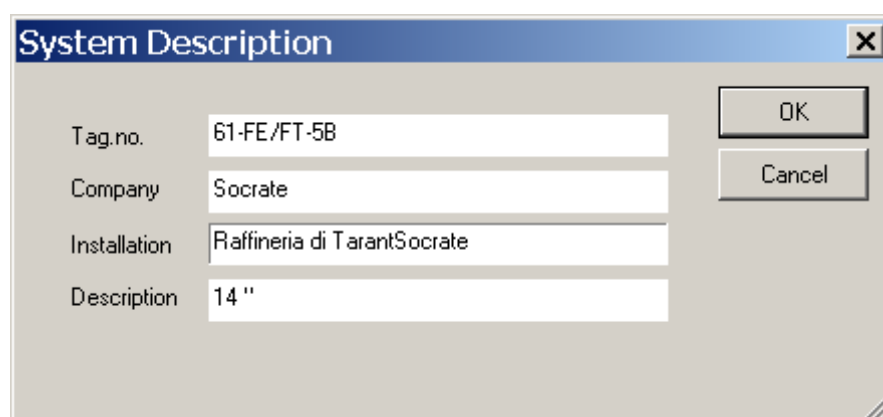 System Description
OK
Tag.no. 61-FE/FT-5B
Cancel
Company Socrate
Installation Raffineria di TarantSocrate
Description 14 "